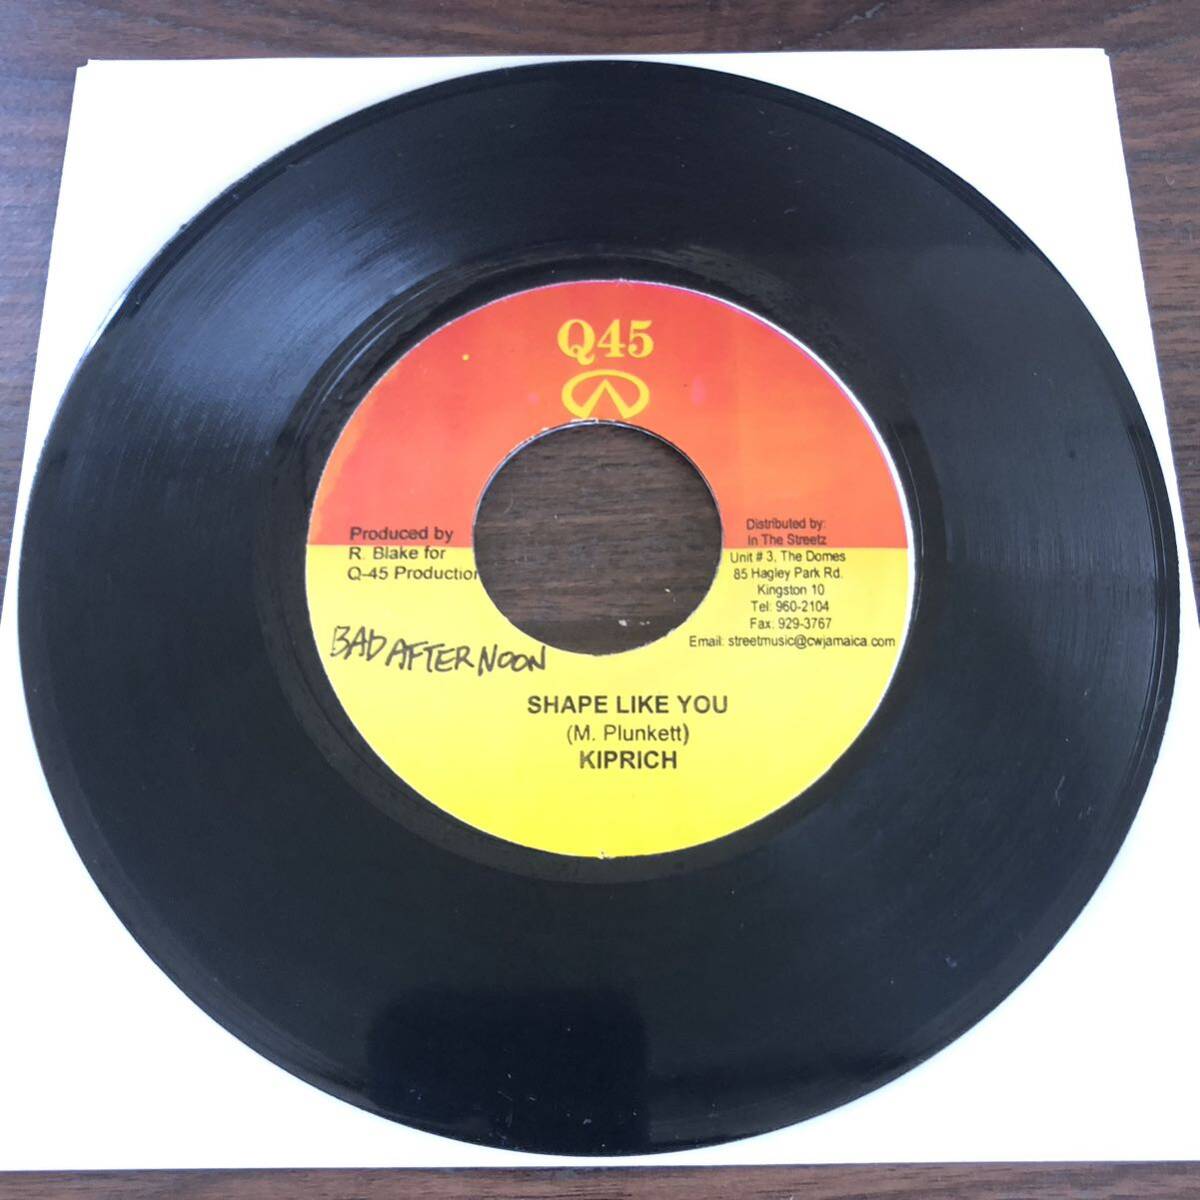 Q45
Produced by
R. Blake for
Q-45 Production
Distributed by:
In The Streetz
Unit # 3, The Domes
85 Hagley Park Rd.
Kingston 10
Tel: 960-2104
Fax: 929-3767
Email: streetmusic@cwjamaica.com
BAD AFTERNOON
SHAPE LIKE YOU
(M. Plunkett)
KIPRICH